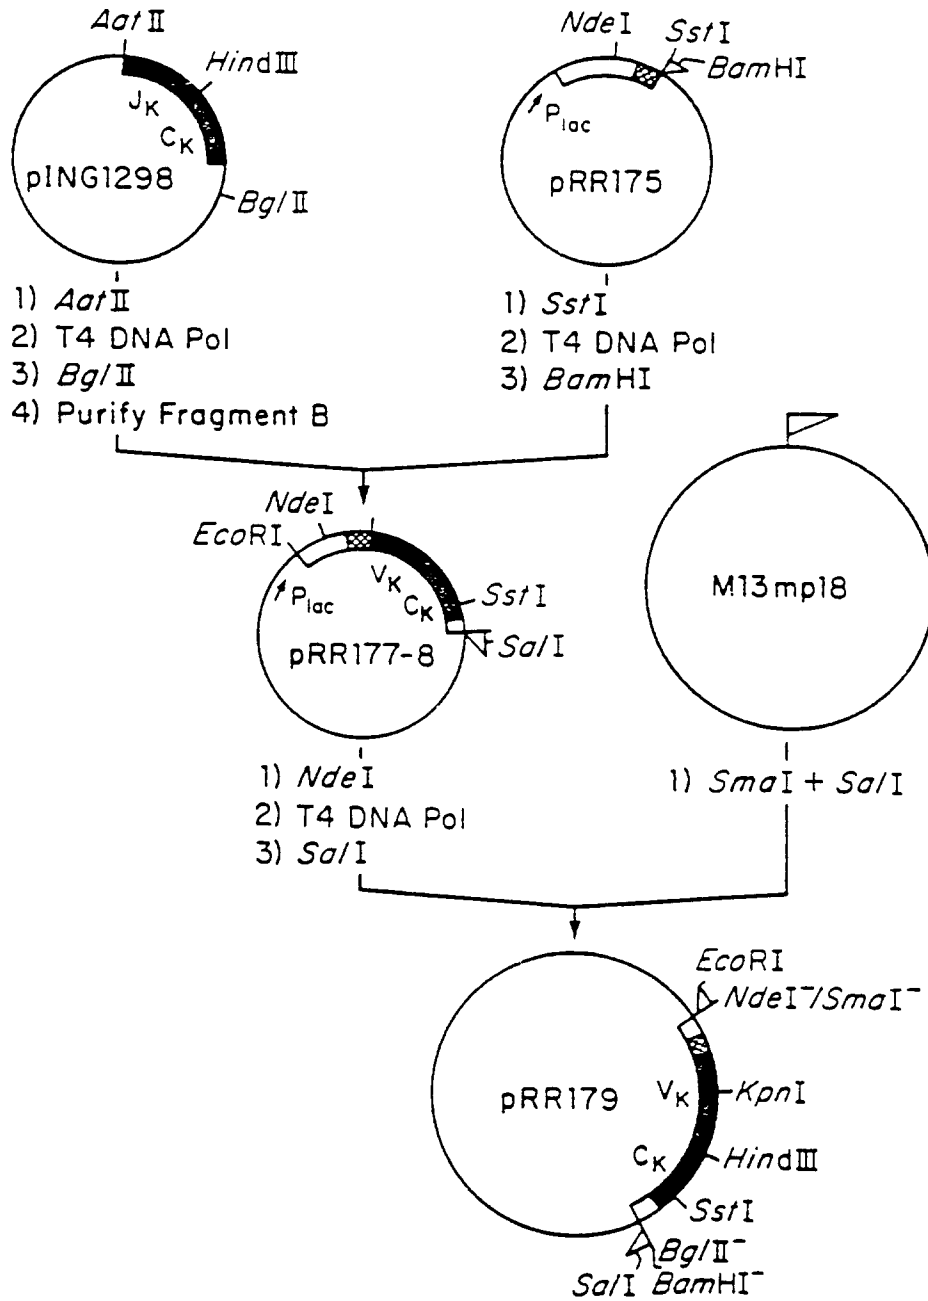 AatII
HindIII
JK
CK
pING1298
BglII
1) AatII
2) T4 DNA Pol
3) BglII
4) Purify Fragment B
NdeI
SstI
BamHI
Plac
pRR175
1) SstI
2) T4 DNA Pol
3) BamHI
NdeI
EcoRI
Plac
VK
CK
SstI
SalI
pRR177-8
1) NdeI
2) T4 DNA Pol
3) SalI
M13mp18
1) SmaI + SalI
EcoRI
NdeI⁻/SmaI⁻
VK
KpnI
pRR179
CK
HindIII
SstI
BglII⁻
SalI BamHI⁻